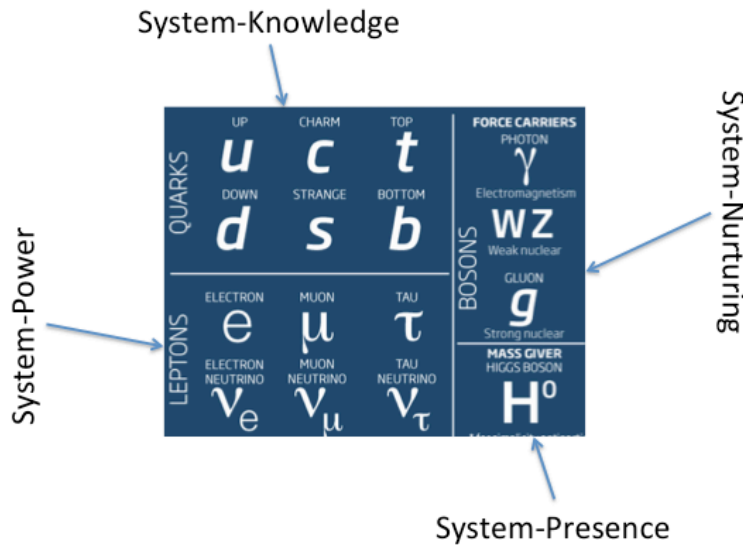 System-Knowledge
System-Power
QUARKS
UP CHARM TOP
u c t
DOWN STRANGE BOTTOM
d s b
LEPTONS
ELECTRON MUON TAU
e μ τ
ELECTRON NEUTRINO MUON NEUTRINO TAU NEUTRINO
νe νμ ντ
BOSONS
FORCE CARRIERS
PHOTON
γ
Electromagnetism
W Z
Weak nuclear
GLUON
g
Strong nuclear
MASS GIVER
HIGGS BOSON
H⁰
System-Nurturing
System-Presence